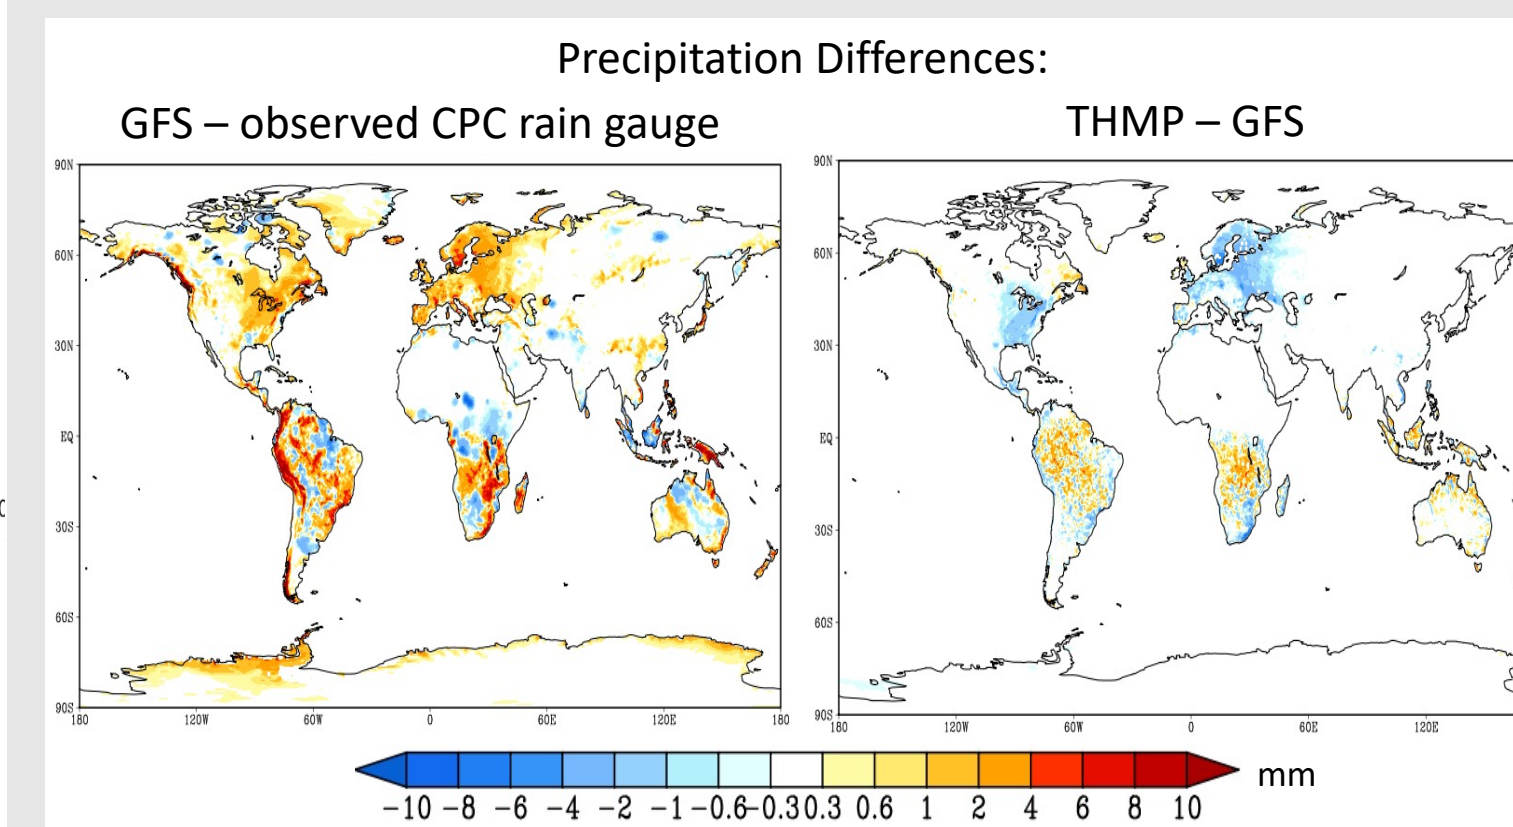 Precipitation Differences:
GFS – observed CPC rain gauge
THMP – GFS
90N
60N
30N
EQ
30S
60S
90S
180 120W 60W 0 60E 120E 180
90N
60N
30N
EQ
30S
60S
90S
180 120W 60W 0 60E 120E
-10 -8 -6 -4 -2 -1 -0.6 -0.3 0.3 0.6 1 2 4 6 8 10
mm